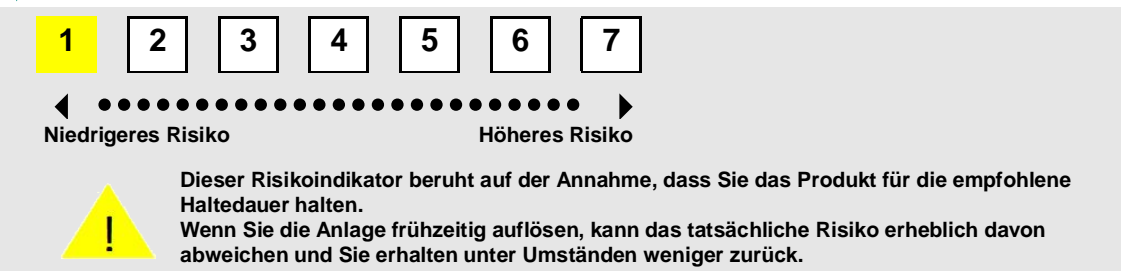 1 2 3 4 5 6 7
Niedrigeres Risiko Höheres Risiko
!
Dieser Risikoindikator beruht auf der Annahme, dass Sie das Produkt für die empfohlene
Haltedauer halten.
Wenn Sie die Anlage frühzeitig auflösen, kann das tatsächliche Risiko erheblich davon
abweichen und Sie erhalten unter Umständen weniger zurück.